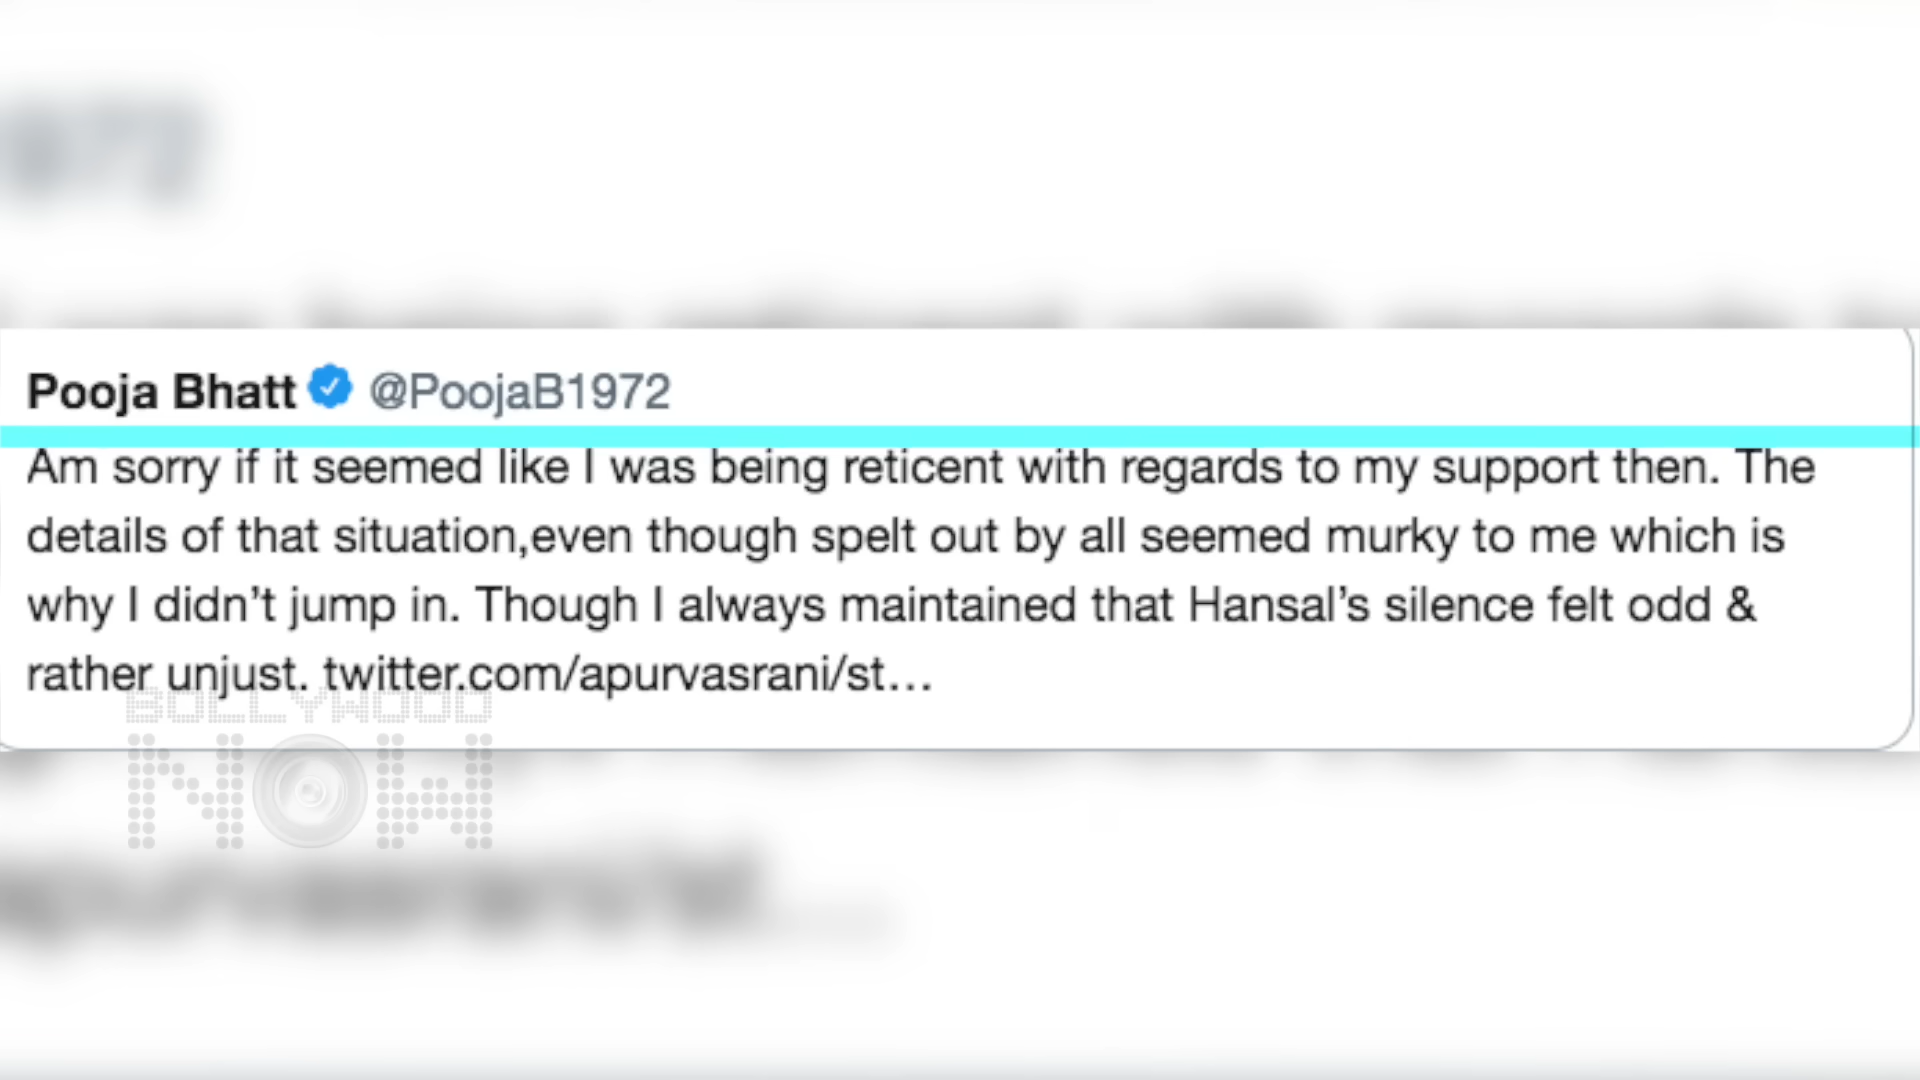 1972
Pooja Bhatt @PoojaB1972
Am sorry if it seemed like I was being reticent with regards to my support then. The
details of that situation,even though spelt out by all seemed murky to me which is
why I didn’t jump in. Though I always maintained that Hansal’s silence felt odd &
rather unjust. twitter.com/apurvasrani/st…
BOLLYWOOD
NOW